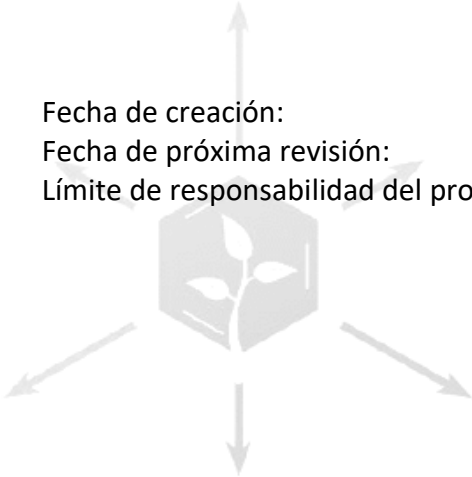 Fecha de creación:
Fecha de próxima revisión:
Límite de responsabilidad del pro